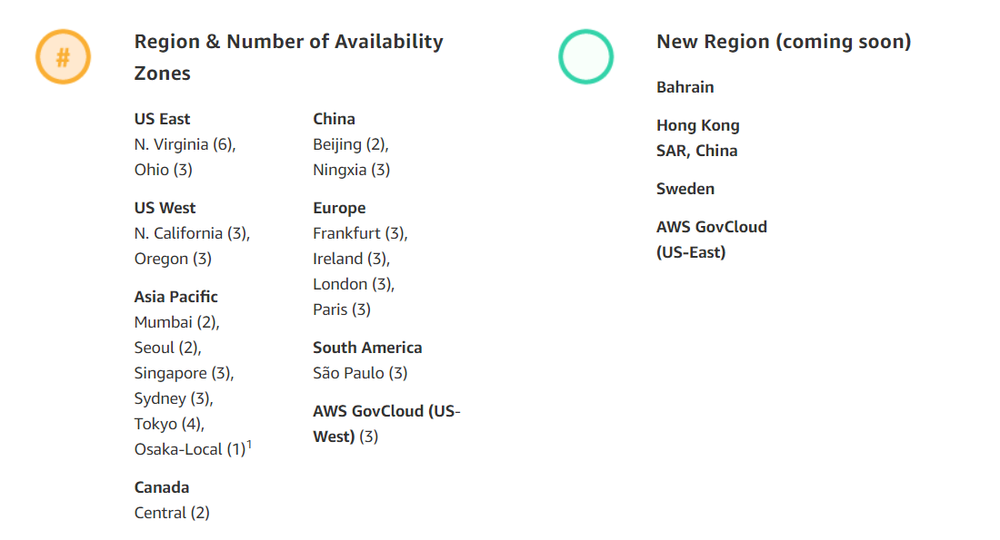 #
Region & Number of Availability
Zones
US East
N. Virginia (6),
Ohio (3)
US West
N. California (3),
Oregon (3)
Asia Pacific
Mumbai (2),
Seoul (2),
Singapore (3),
Sydney (3),
Tokyo (4),
Osaka-Local (1)¹
Canada
Central (2)
China
Beijing (2),
Ningxia (3)
Europe
Frankfurt (3),
Ireland (3),
London (3),
Paris (3)
South America
São Paulo (3)
AWS GovCloud (US-
West) (3)
New Region (coming soon)
Bahrain
Hong Kong
SAR, China
Sweden
AWS GovCloud
(US-East)